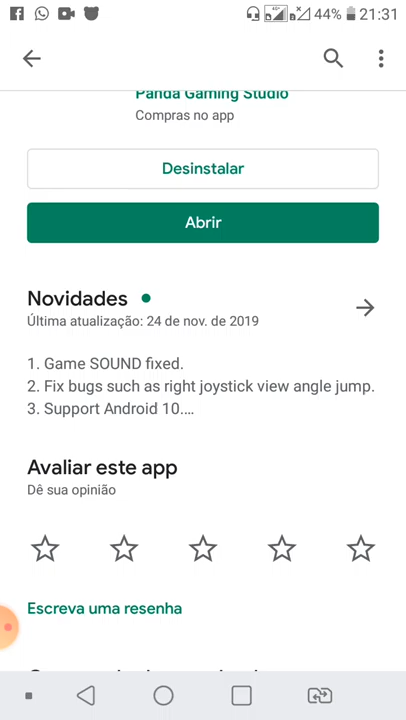 44% 21:31
Panda Gaming Studio
Compras no app
Desinstalar
Abrir
Novidades
Última atualização: 24 de nov. de 2019
1. Game SOUND fixed.
2. Fix bugs such as right joystick view angle jump.
3. Support Android 10....
Avaliar este app
Dê sua opinião
Escreva uma resenha